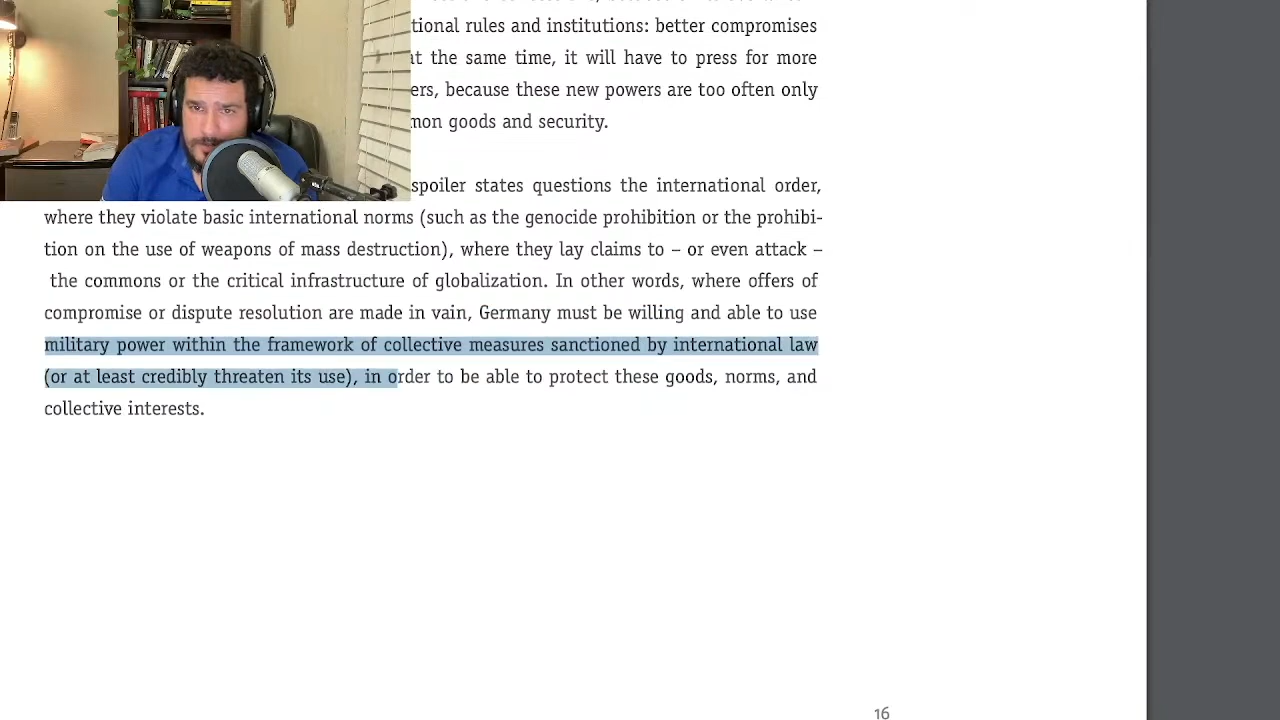 tional rules and institutions: better compromises
at the same time, it will have to press for more
ers, because these new powers are too often only
mon goods and security.
spoiler states questions the international order,
where they violate basic international norms (such as the genocide prohibition or the prohibi-
tion on the use of weapons of mass destruction), where they lay claims to – or even attack –
the commons or the critical infrastructure of globalization. In other words, where offers of
compromise or dispute resolution are made in vain, Germany must be willing and able to use
military power within the framework of collective measures sanctioned by international law
(or at least credibly threaten its use), in order to be able to protect these goods, norms, and
collective interests.
16